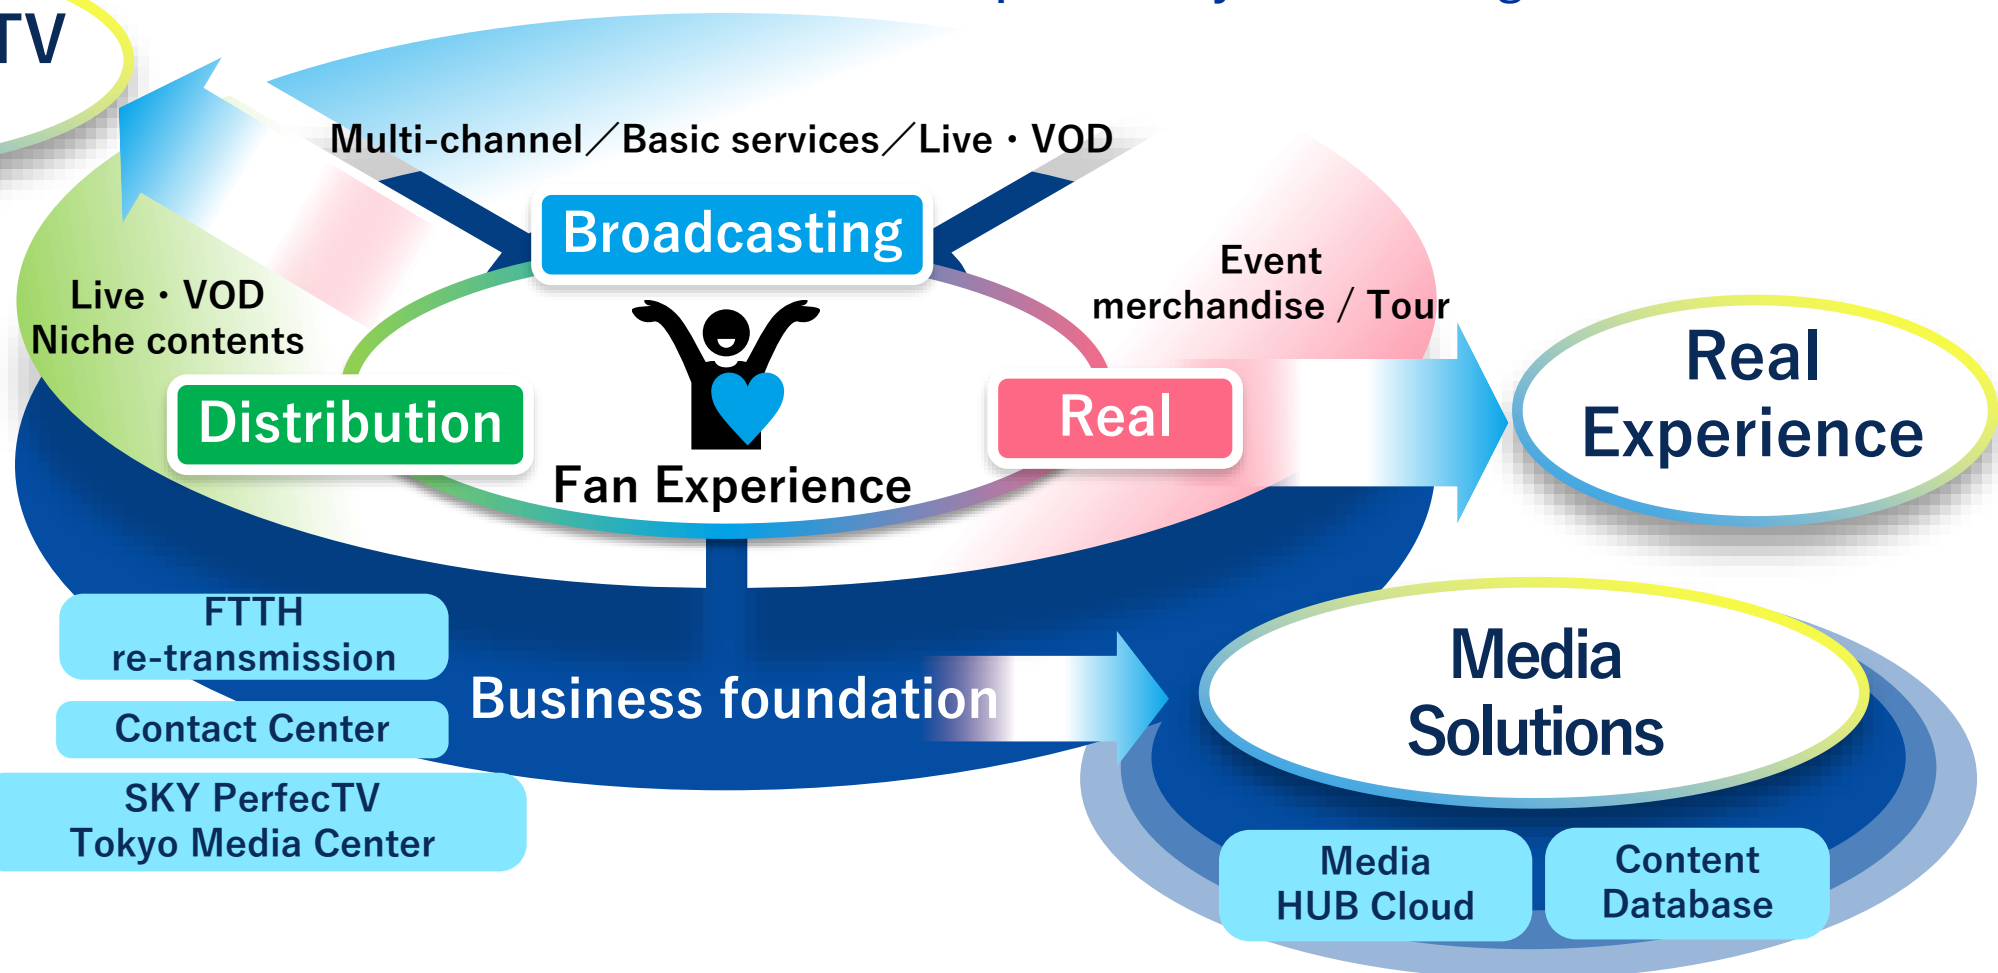 TV
Multi-channel／Basic services／Live・VOD
Broadcasting
Live・VOD
Niche contents
Event
merchandise / Tour
Distribution
Real
Fan Experience
Real
Experience
FTTH
re-transmission
Contact Center
SKY PerfecTV
Tokyo Media Center
Business foundation
Media
Solutions
Media
HUB Cloud
Content
Database